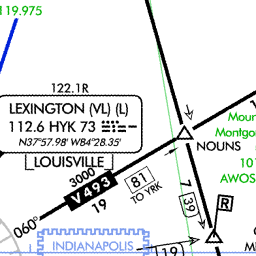 119.975
122.1R
LEXINGTON (VL) (L)
112.6 HYK 73
N37°57.98' W84°28.35'
LOUISVILLE
Moun
Montgo
NOUNS
101
AWOS
3000
V493
19
81
TO YRK
7
39
R
060°
INDIANAPOLIS
19